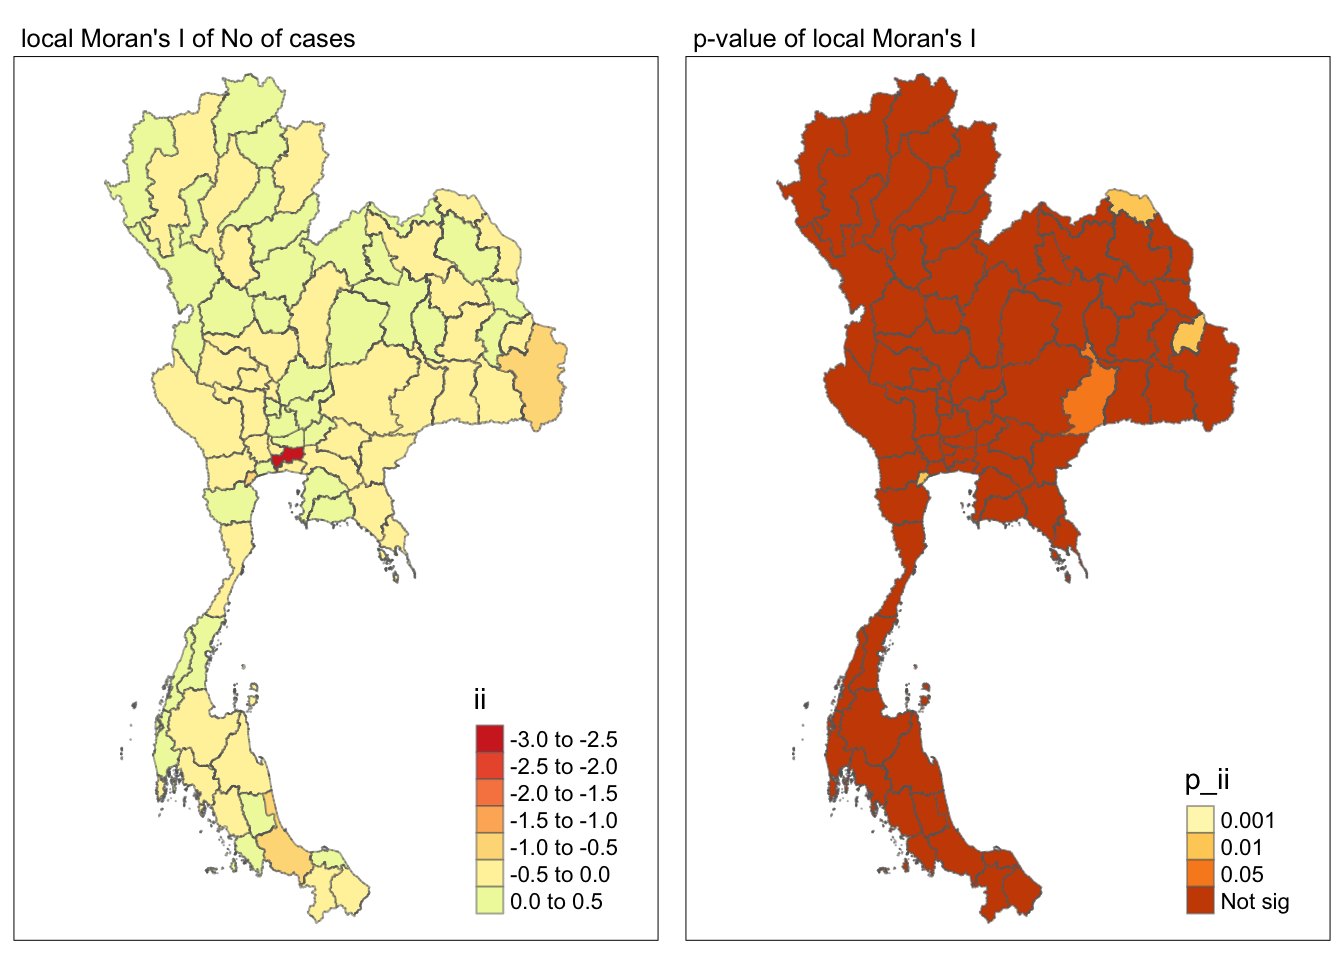 local Moran's I of No of cases
p-value of local Moran's I
ii
-3.0 to -2.5
-2.5 to -2.0
-2.0 to -1.5
-1.5 to -1.0
-1.0 to -0.5
-0.5 to 0.0
0.0 to 0.5
p_ii
0.001
0.01
0.05
Not sig